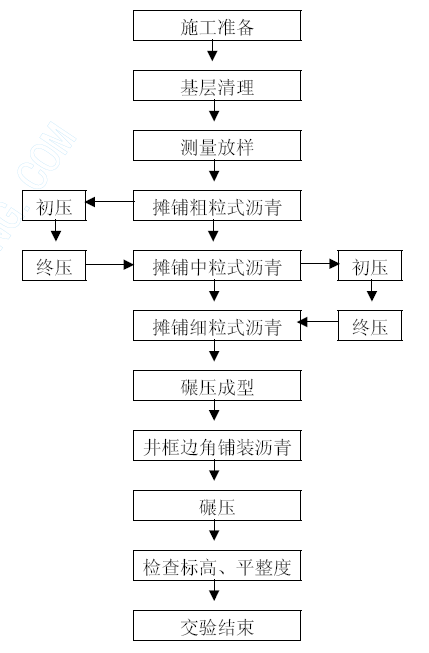 施工准备
基层清理
测量放样
初压
摊铺粗粒式沥青
终压
摊铺中粒式沥青
初压
摊铺细粒式沥青
终压
碾压成型
井框边角铺装沥青
碾压
检查标高、平整度
交验结束